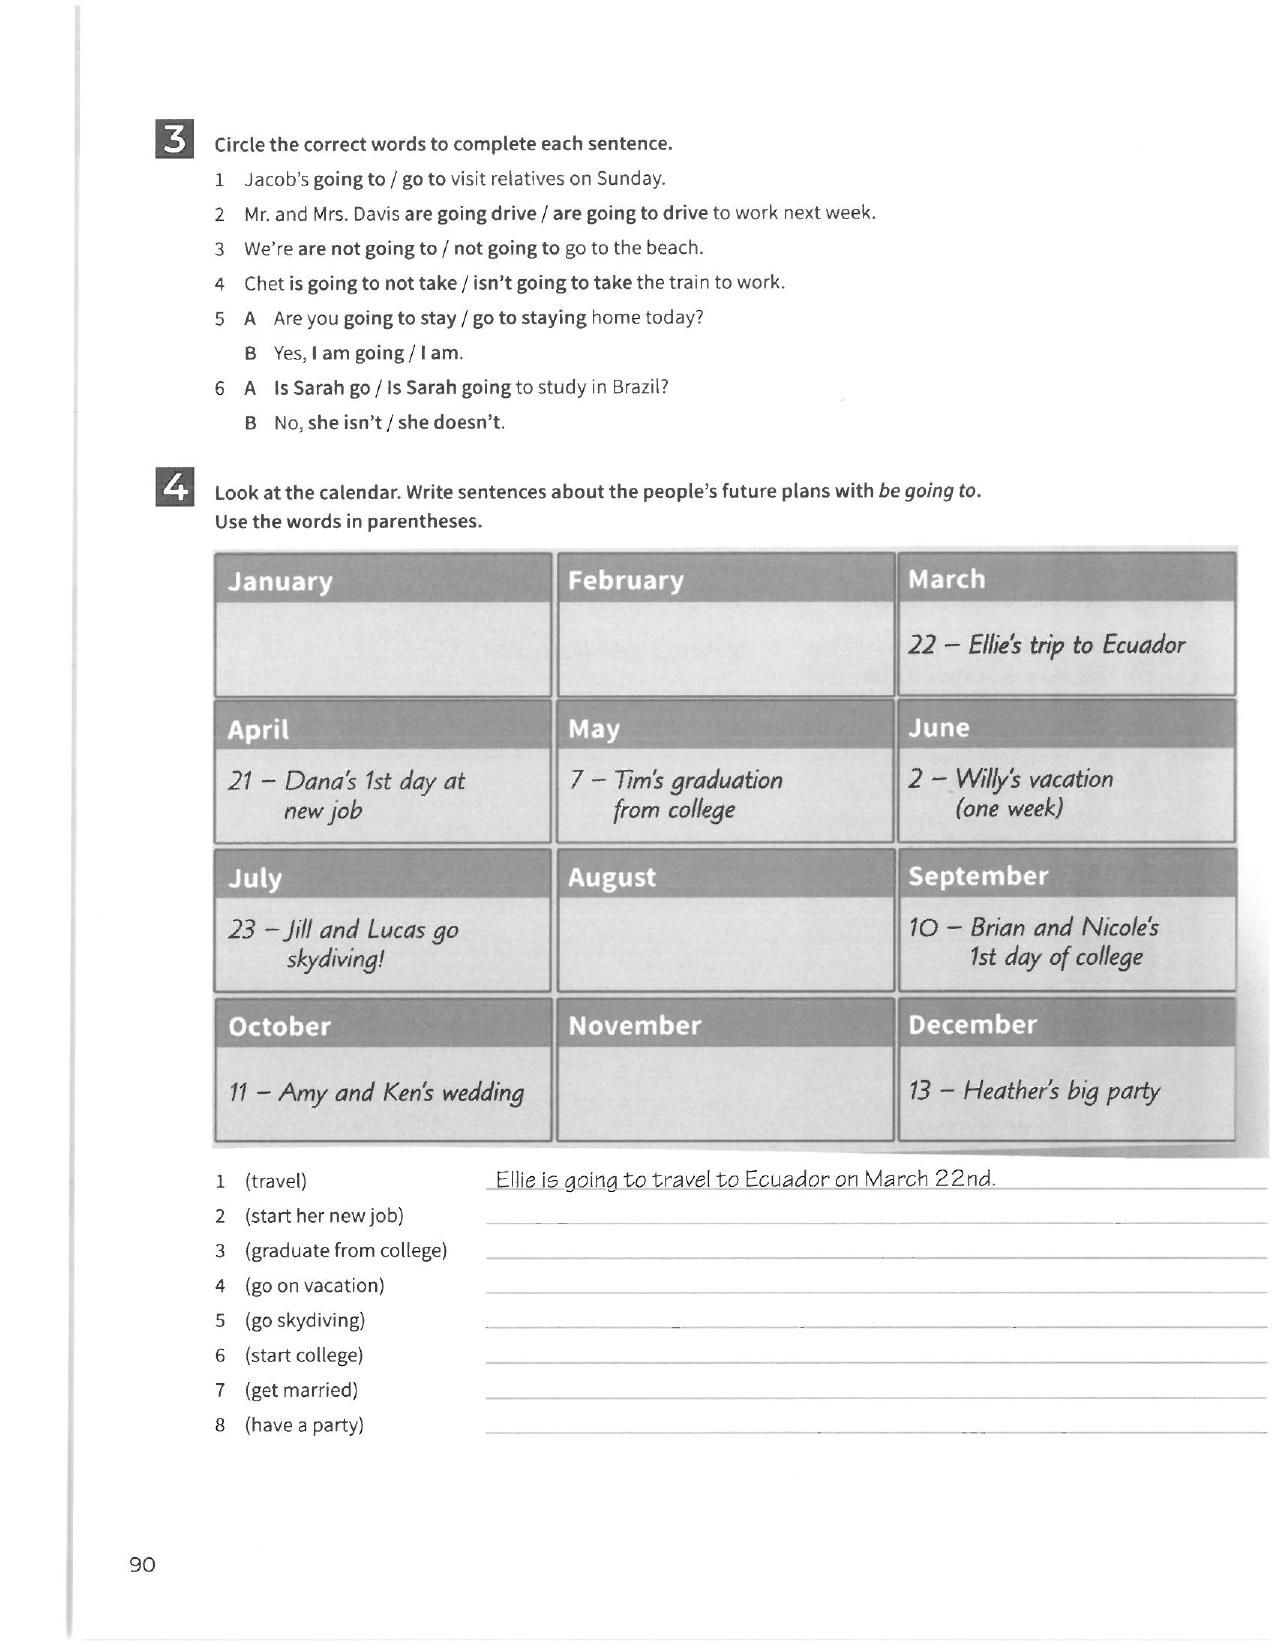 3 Circle the correct words to complete each sentence.
1 Jacob's going to / go to visit relatives on Sunday.
2 Mr. and Mrs. Davis are going drive / are going to drive to work next week.
3 We're are not going to / not going to go to the beach.
4 Chet is going to not take / isn't going to take the train to work.
5 A Are you going to stay / go to staying home today?
B Yes, I am going / I am.
6 A Is Sarah go / Is Sarah going to study in Brazil?
B No, she isn't / she doesn't.
4 Look at the calendar. Write sentences about the people's future plans with be going to.
Use the words in parentheses.
January February March
22 – Ellie's trip to Ecuador
April May June
21 – Dana's 1st day at 7 – Tim's graduation 2 – Willy's vacation
new job from college (one week)
July August September
23 – Jill and Lucas go 10 – Brian and Nicole's
skydiving! 1st day of college
October November December
11 – Amy and Ken's wedding 13 – Heather's big party
1 (travel) Ellie is going to travel to Ecuador on March 22nd.
2 (start her new job)
3 (graduate from college)
4 (go on vacation)
5 (go skydiving)
6 (start college)
7 (get married)
8 (have a party)
90